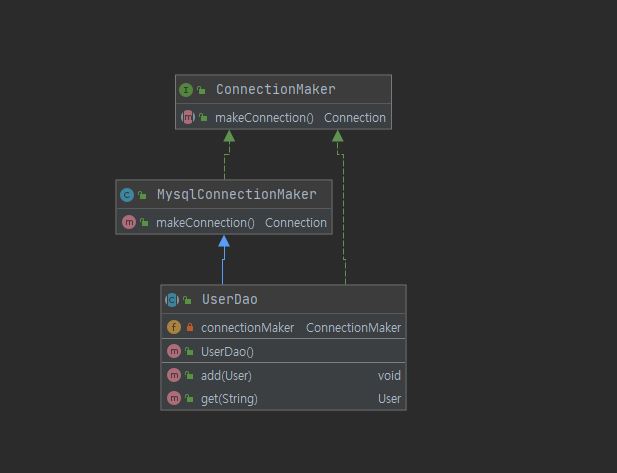 I ConnectionMaker
m makeConnection() Connection
C MysqlConnectionMaker
m makeConnection() Connection
C UserDao
f connectionMaker ConnectionMaker
m UserDao()
m add(User) void
m get(String) User